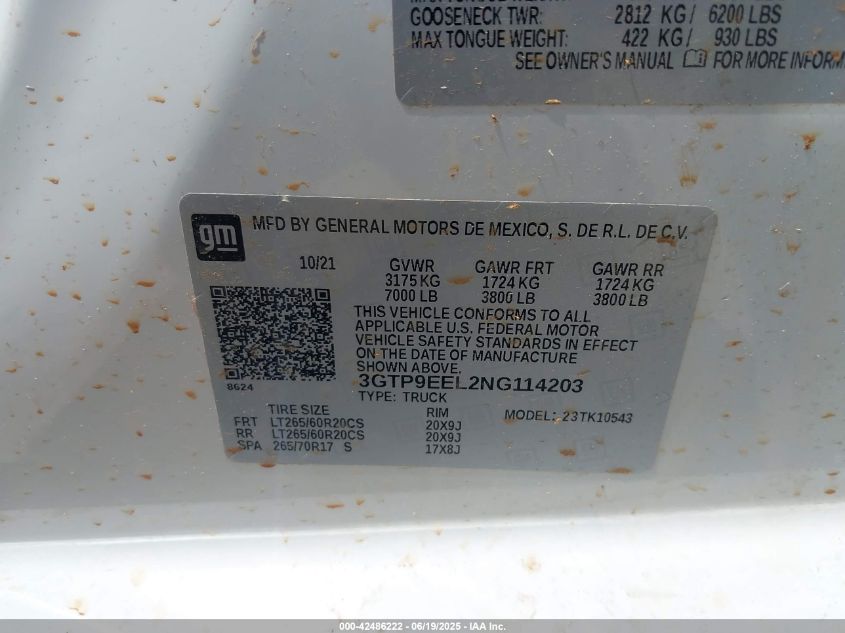 GOOSENECK TWR: 2812 KG/ 6200 LBS
MAX TONGUE WEIGHT: 422 KG/ 930 LBS
SEE OWNER'S MANUAL FOR MORE INFORM
gm
MFD BY GENERAL MOTORS DE MEXICO, S. DE R.L. DE C.V.
10/21 GVWR GAWR FRT GAWR RR
3175 KG 1724 KG 1724 KG
7000 LB 3800 LB 3800 LB
THIS VEHICLE CONFORMS TO ALL
APPLICABLE U.S. FEDERAL MOTOR
VEHICLE SAFETY STANDARDS IN EFFECT
ON THE DATE OF MANUFACTURE
SHOWN ABOVE.
8624
3GTP9EEL2NG114203
TYPE: TRUCK
TIRE SIZE RIM MODEL: 23TK10543
FRT LT265/60R20CS 20X9J
RR LT265/60R20CS 20X9J
SPA 265/70R17 S 17X8J
000-42486222 - 06/19/2025 - IAA Inc.